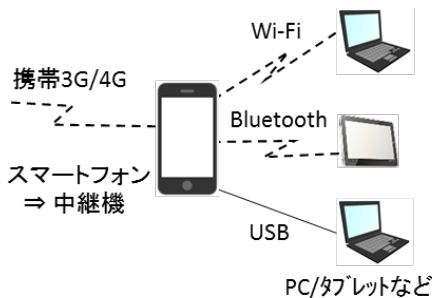 Wi-Fi
携帯3G/4G
Bluetooth
スマートフォン
⇒ 中継機
USB
PC/ﾀﾌﾞﾚｯﾄなど